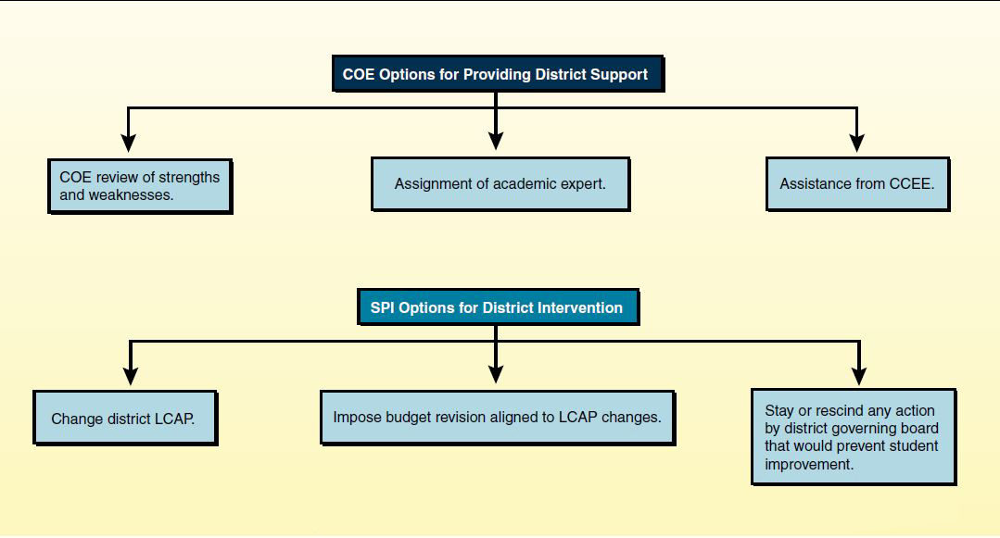 COE Options for Providing District Support
COE review of strengths
and weaknesses.
Assignment of academic expert.
Assistance from CCEE.
SPI Options for District Intervention
Change district LCAP.
Impose budget revision aligned to LCAP changes.
Stay or rescind any action
by district governing board
that would prevent student
improvement.